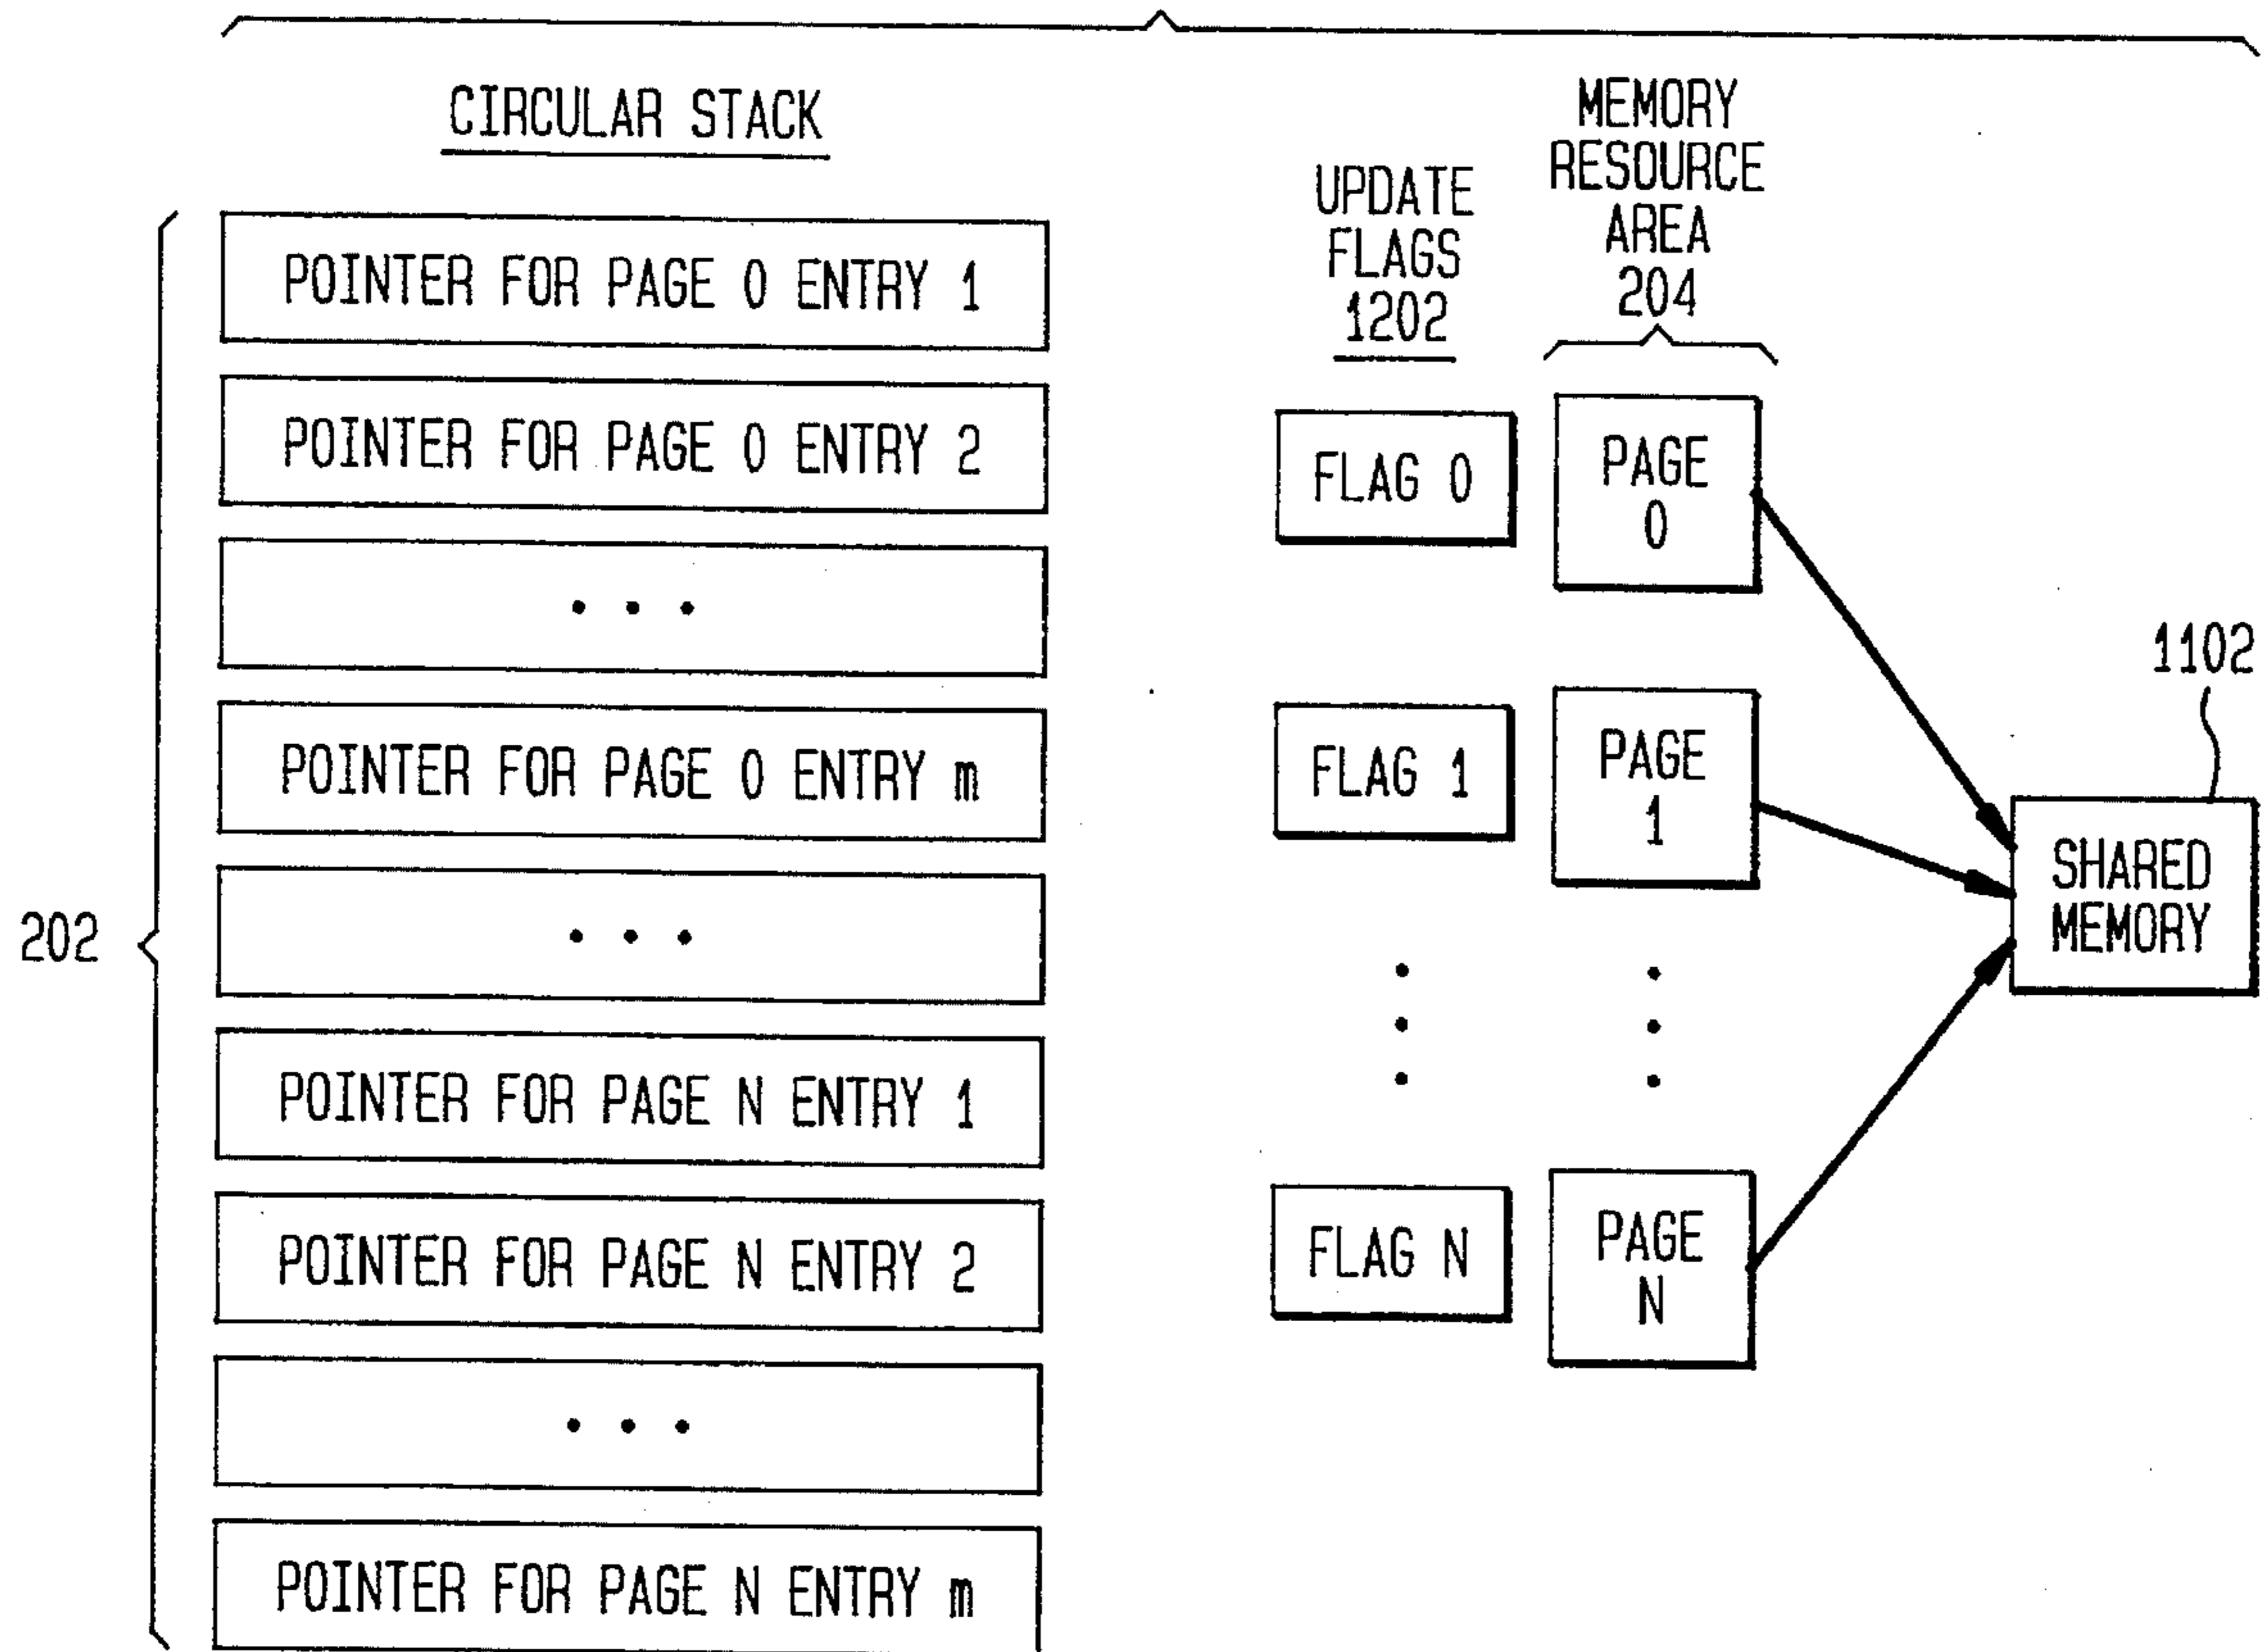 CIRCULAR STACK
POINTER FOR PAGE 0 ENTRY 1
POINTER FOR PAGE 0 ENTRY 2
• • •
POINTER FOR PAGE 0 ENTRY m
• • •
POINTER FOR PAGE N ENTRY 1
POINTER FOR PAGE N ENTRY 2
• • •
POINTER FOR PAGE N ENTRY m
202
UPDATE
FLAGS
1202
FLAG 0
FLAG 1
FLAG N
MEMORY
RESOURCE
AREA
204
PAGE
0
PAGE
1
PAGE
N
1102
SHARED
MEMORY